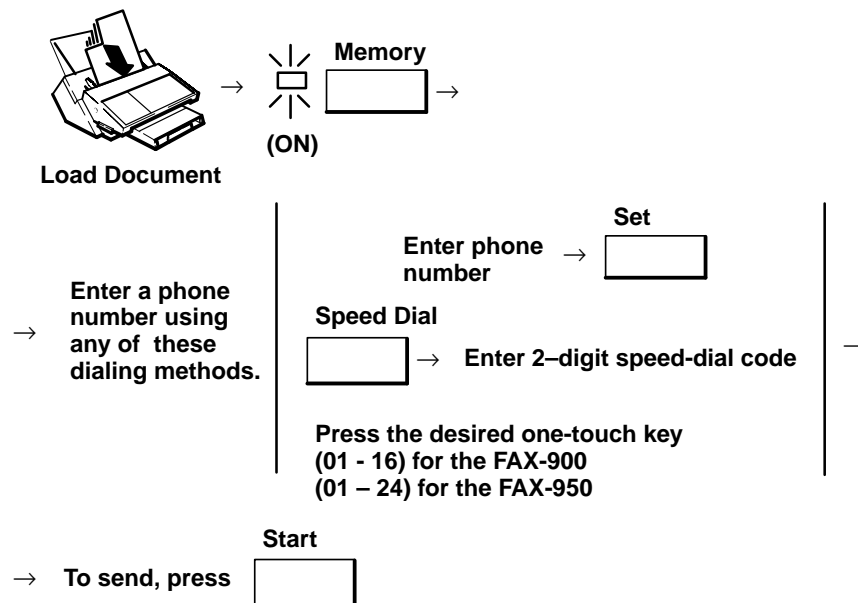 Memory
→ →
(ON)
Load Document
Set
Enter phone →
number
Enter a phone
number using
→ any of these
dialing methods.
Speed Dial
→ Enter 2–digit speed-dial code
Press the desired one-touch key
(01 - 16) for the FAX-900
(01 – 24) for the FAX-950
Start
→ To send, press